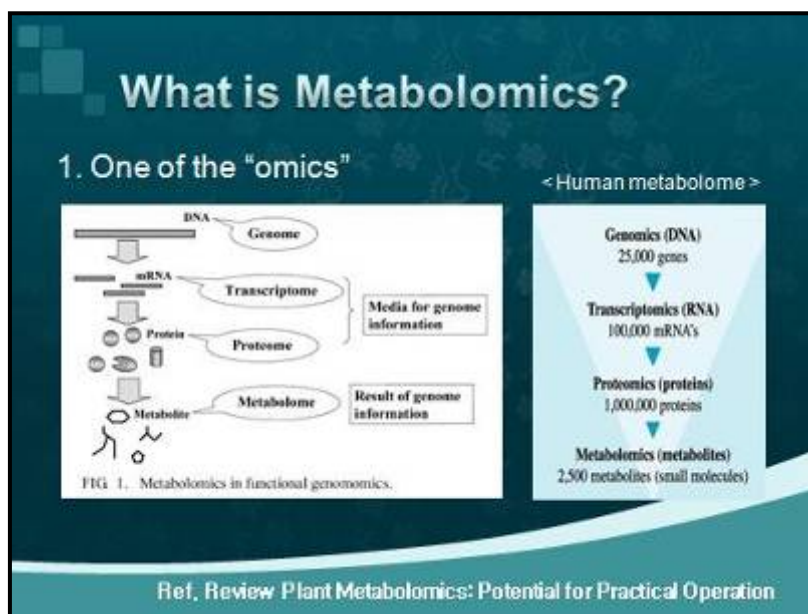 What is Metabolomics?
1. One of the “omics”
< Human metabolome >
DNA
Genome
mRNA
Transcriptome
Media for genome
information
Protein
Proteome
Metabolite
Metabolome
Result of genome
information
FIG. 1. Metabolomics in functional genomomics.
Genomics (DNA)
25,000 genes
Transcriptomics (RNA)
100,000 mRNA's
Proteomics (proteins)
1,000,000 proteins
Metabolomics (metabolites)
2,500 metabolites (small molecules)
Ref, Review Plant Metabolomics: Potential for Practical Operation